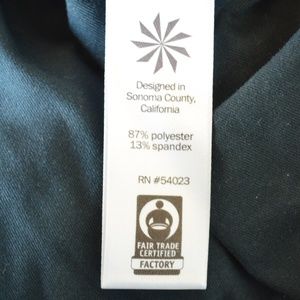 Designed in
Sonoma County,
California
87% polyester
13% spandex
RN #54023
FAIR TRADE
CERTIFIED
FACTORY